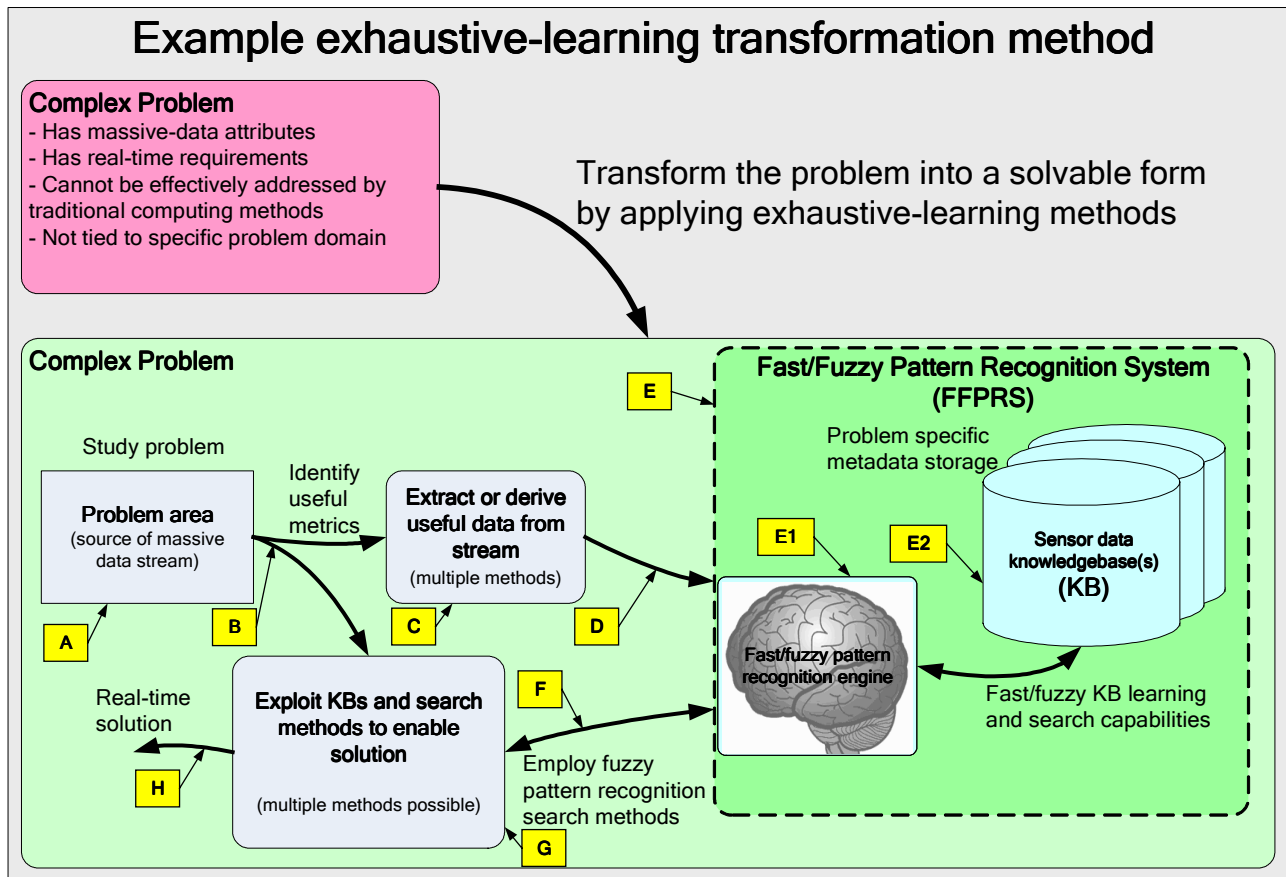 Example exhaustive-learning transformation method
Complex Problem
- Has massive-data attributes
- Has real-time requirements
- Cannot be effectively addressed by
traditional computing methods
- Not tied to specific problem domain
Transform the problem into a solvable form
by applying exhaustive-learning methods
Complex Problem
Fast/Fuzzy Pattern Recognition System
(FFPRS)
E
Problem specific
metadata storage
Study problem
Identify
useful
metrics
Problem area
(source of massive
data stream)
Extract or derive
useful data from
stream
(multiple methods)
E1
E2
Sensor data
knowledgebase(s)
(KB)
A
B
C
D
Fast/fuzzy pattern
recognition engine
Fast/fuzzy KB learning
and search capabilities
Real-time
solution
Exploit KBs and search
methods to enable
solution
(multiple methods possible)
F
H
Employ fuzzy
pattern recognition
search methods
G